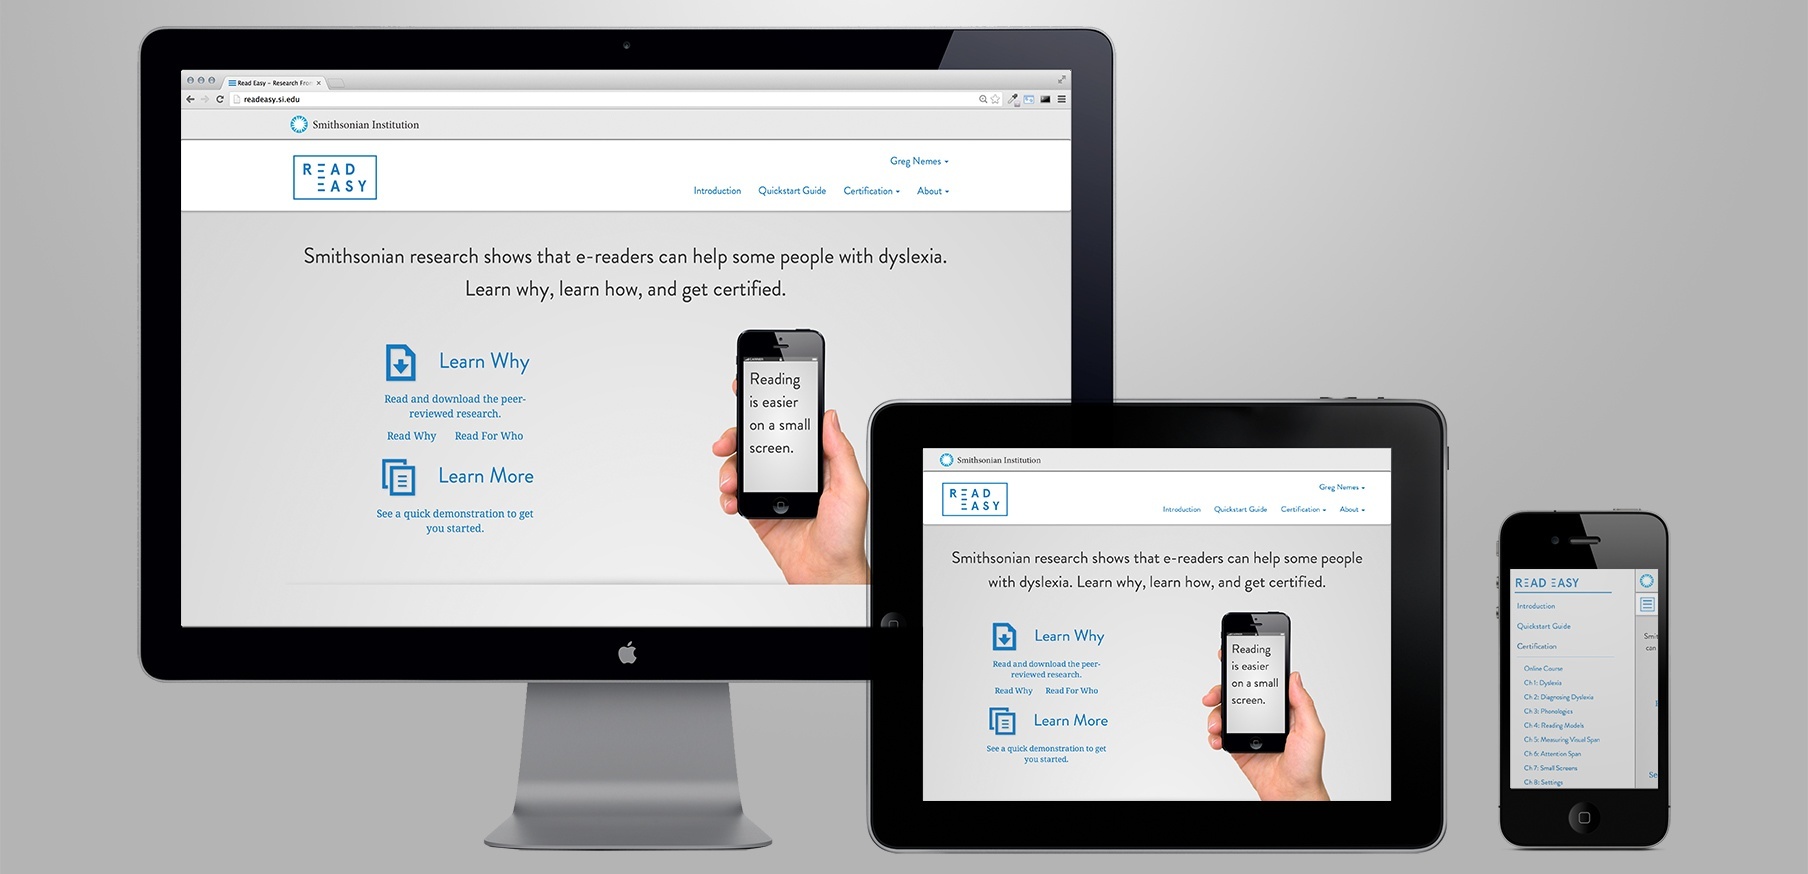 Read Easy – Research Fro
readeasy.si.edu
Smithsonian Institution
READ
EASY
Greg Nemes
Introduction Quickstart Guide Certification About
Smithsonian research shows that e-readers can help some people with dyslexia.
Learn why, learn how, and get certified.
Learn Why
Read and download the peer-
reviewed research.
Read Why Read For Who
Learn More
See a quick demonstration to get
you started.
Reading
is easier
on a small
screen.
Smithsonian Institution
READ
EASY
Greg Nemes
Introduction Quickstart Guide Certification About
Smithsonian research shows that e-readers can help some people
with dyslexia. Learn why, learn how, and get certified.
Learn Why
Read and download the peer-
reviewed research.
Read Why Read For Who
Learn More
See a quick demonstration to get
you started.
Reading
is easier
on a small
screen.
READ EASY
Introduction
Quickstart Guide
Certification
Online Course
Ch 1: Dyslexia
Ch 2: Diagnosing Dyslexia
Ch 3: Phonologics
Ch 4: Reading Models
Ch 5: Measuring Visual Span
Ch 6: Attention Span
Ch 7: Small Screens
Ch 8: Settings
Smit
can
Se